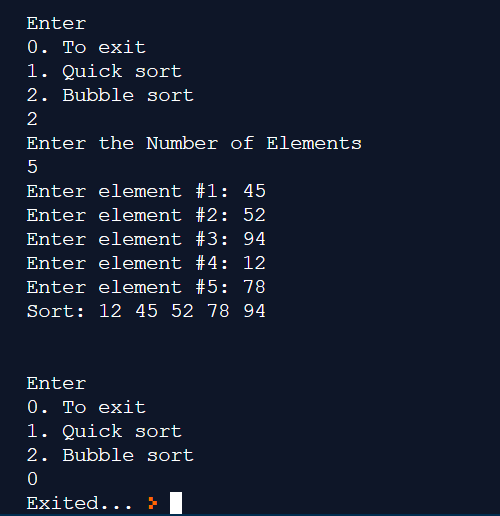 Enter
0. To exit
1. Quick sort
2. Bubble sort
2
Enter the Number of Elements
5
Enter element #1: 45
Enter element #2: 52
Enter element #3: 94
Enter element #4: 12
Enter element #5: 78
Sort: 12 45 52 78 94
Enter
0. To exit
1. Quick sort
2. Bubble sort
0
Exited... >